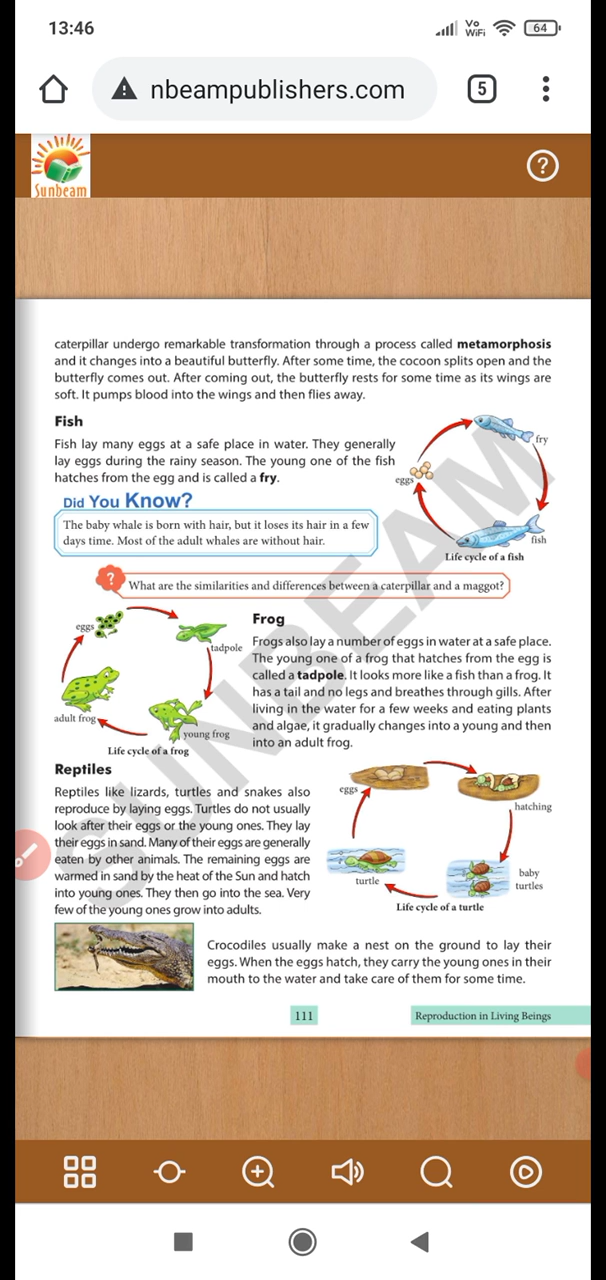 13:46
Vo
WiFi
64
nbeampublishers.com
5
Sunbeam
?
caterpillar undergo remarkable transformation through a process called metamorphosis
and it changes into a beautiful butterfly. After some time, the cocoon splits open and the
butterfly comes out. After coming out, the butterfly rests for some time as its wings are
soft. It pumps blood into the wings and then flies away.
Fish
Fish lay many eggs at a safe place in water. They generally
lay eggs during the rainy season. The young one of the fish
hatches from the egg and is called a fry.
fry
eggs
fish
Life cycle of a fish
Did You Know?
The baby whale is born with hair, but it loses its hair in a few
days time. Most of the adult whales are without hair.
? What are the similarities and differences between a caterpillar and a maggot?
eggs
tadpole
adult frog
young frog
Life cycle of a frog
Frog
Frogs also lay a number of eggs in water at a safe place.
The young one of a frog that hatches from the egg is
called a tadpole. It looks more like a fish than a frog. It
has a tail and no legs and breathes through gills. After
living in the water for a few weeks and eating plants
and algae, it gradually changes into a young and then
into an adult frog.
Reptiles
Reptiles like lizards, turtles and snakes also
reproduce by laying eggs. Turtles do not usually
look after their eggs or the young ones. They lay
their eggs in sand. Many of their eggs are generally
eaten by other animals. The remaining eggs are
warmed in sand by the heat of the Sun and hatch
into young ones. They then go into the sea. Very
few of the young ones grow into adults.
eggs
hatching
baby
turtles
turtle
Life cycle of a turtle
Crocodiles usually make a nest on the ground to lay their
eggs. When the eggs hatch, they carry the young ones in their
mouth to the water and take care of them for some time.
111
Reproduction in Living Beings
SUNBEAM